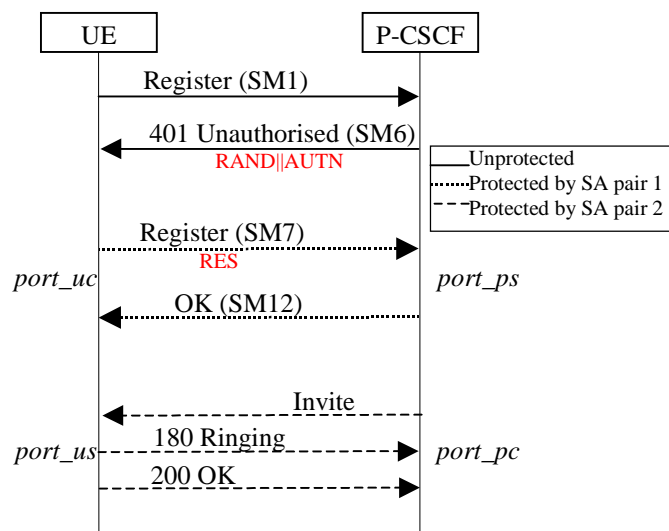 UE
P-CSCF
Register (SM1)
401 Unauthorised (SM6)
RAND||AUTN
Unprotected
Protected by SA pair 1
Protected by SA pair 2
Register (SM7)
RES
port_uc
port_ps
OK (SM12)
Invite
port_us
180 Ringing
port_pc
200 OK